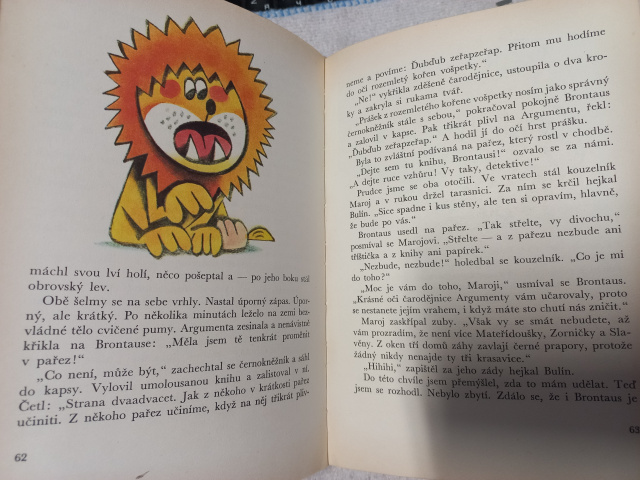 máchl svou lví holí, něco pošeptal a — po jeho boku stál
obrovský lev.
Obě šelmy se na sebe vrhly. Nastal úporný zápas. Úpor-
ný, ale krátký. Po několika minutách leželo na zemi bez-
vládné tělo cvičené pumy. Argumenta zesinala a nenávistně
křikla na Brontause: „Měla jsem tě tenkrát proměnit
v pařez!"
„Co není, může být," zachechtal se černokněžník a sáhl
do kapsy. Vylovil umolousanou knihu a zalistoval v ní.
Četl: „Strana dvaadvacet. Jak z někoho v krátkosti pařez
učiniti. Z někoho pařez učiníme, když na něj třikrát pliv-
62
neme a povíme: Ďubďub zeřapzeřap. Přitom mu hodíme
do očí rozemletý kořen vošpetky."
„Ne!" vykřikla zděšeně čarodějnice, ustoupila o dva kro-
ky a zakryla si rukama tvář.
„Prášek z rozemletého kořene vošpetky nosím jako správný
černokněžník stále s sebou," pokračoval pokojně Brontaus
a zalovil v kapse. Pak třikrát plivl na Argumentu, řekl:
„Ďubďub zeřapzeřap." A hodil jí do očí hrst prášku.
Byla to zvláštní podívaná na pařez, který rostl v chodbě.
„Dejte sem tu knihu, Brontausi!" ozvalo se za námi.
„A dejte ruce vzhůru! Vy taky, detektive!"
Prudce jsme se oba otočili. Ve vratech stál kouzelník
Maroj a v rukou držel tarasnici. Za ním se krčil hejkal
Bulín. „Sice spadne i kus stěny, ale ten si opravím, hlavně,
že bude po vás."
Brontaus usedl na pařez. „Tak střelte, vy divochu,"
posmíval se Marojovi. „Střelte — a z pařezu nezbude ani
tříštička a z knihy ani papírek."
„Nezbude, nezbude!" holedbal se kouzelník. „Co je mi
do toho?"
„Moc je vám do toho, Maroji," usmíval se Brontaus.
„Krásné oči čarodějnice Argumenty vám učarovaly, proto
se nestanete jejím vrahem, i když máte sto chutí nás zničit."
Maroj zaskřípal zuby. „Však vy se smát nebudete, až
vám prozradím, že není více Mateřídoušky, Zorničky a Sla-
věny. Z oken tří domů záhy zavlají černé prapory, protože
žádný nikdy nenajde ty tři krasavice."
„Hihihi," zapištěl za jeho zády hejkal Bulín.
Do této chvíle jsem přemýšlel, zda to mám udělat. Teď
jsem se rozhodl. Nebylo zbytí. Zdálo se, že i Brontaus je
63